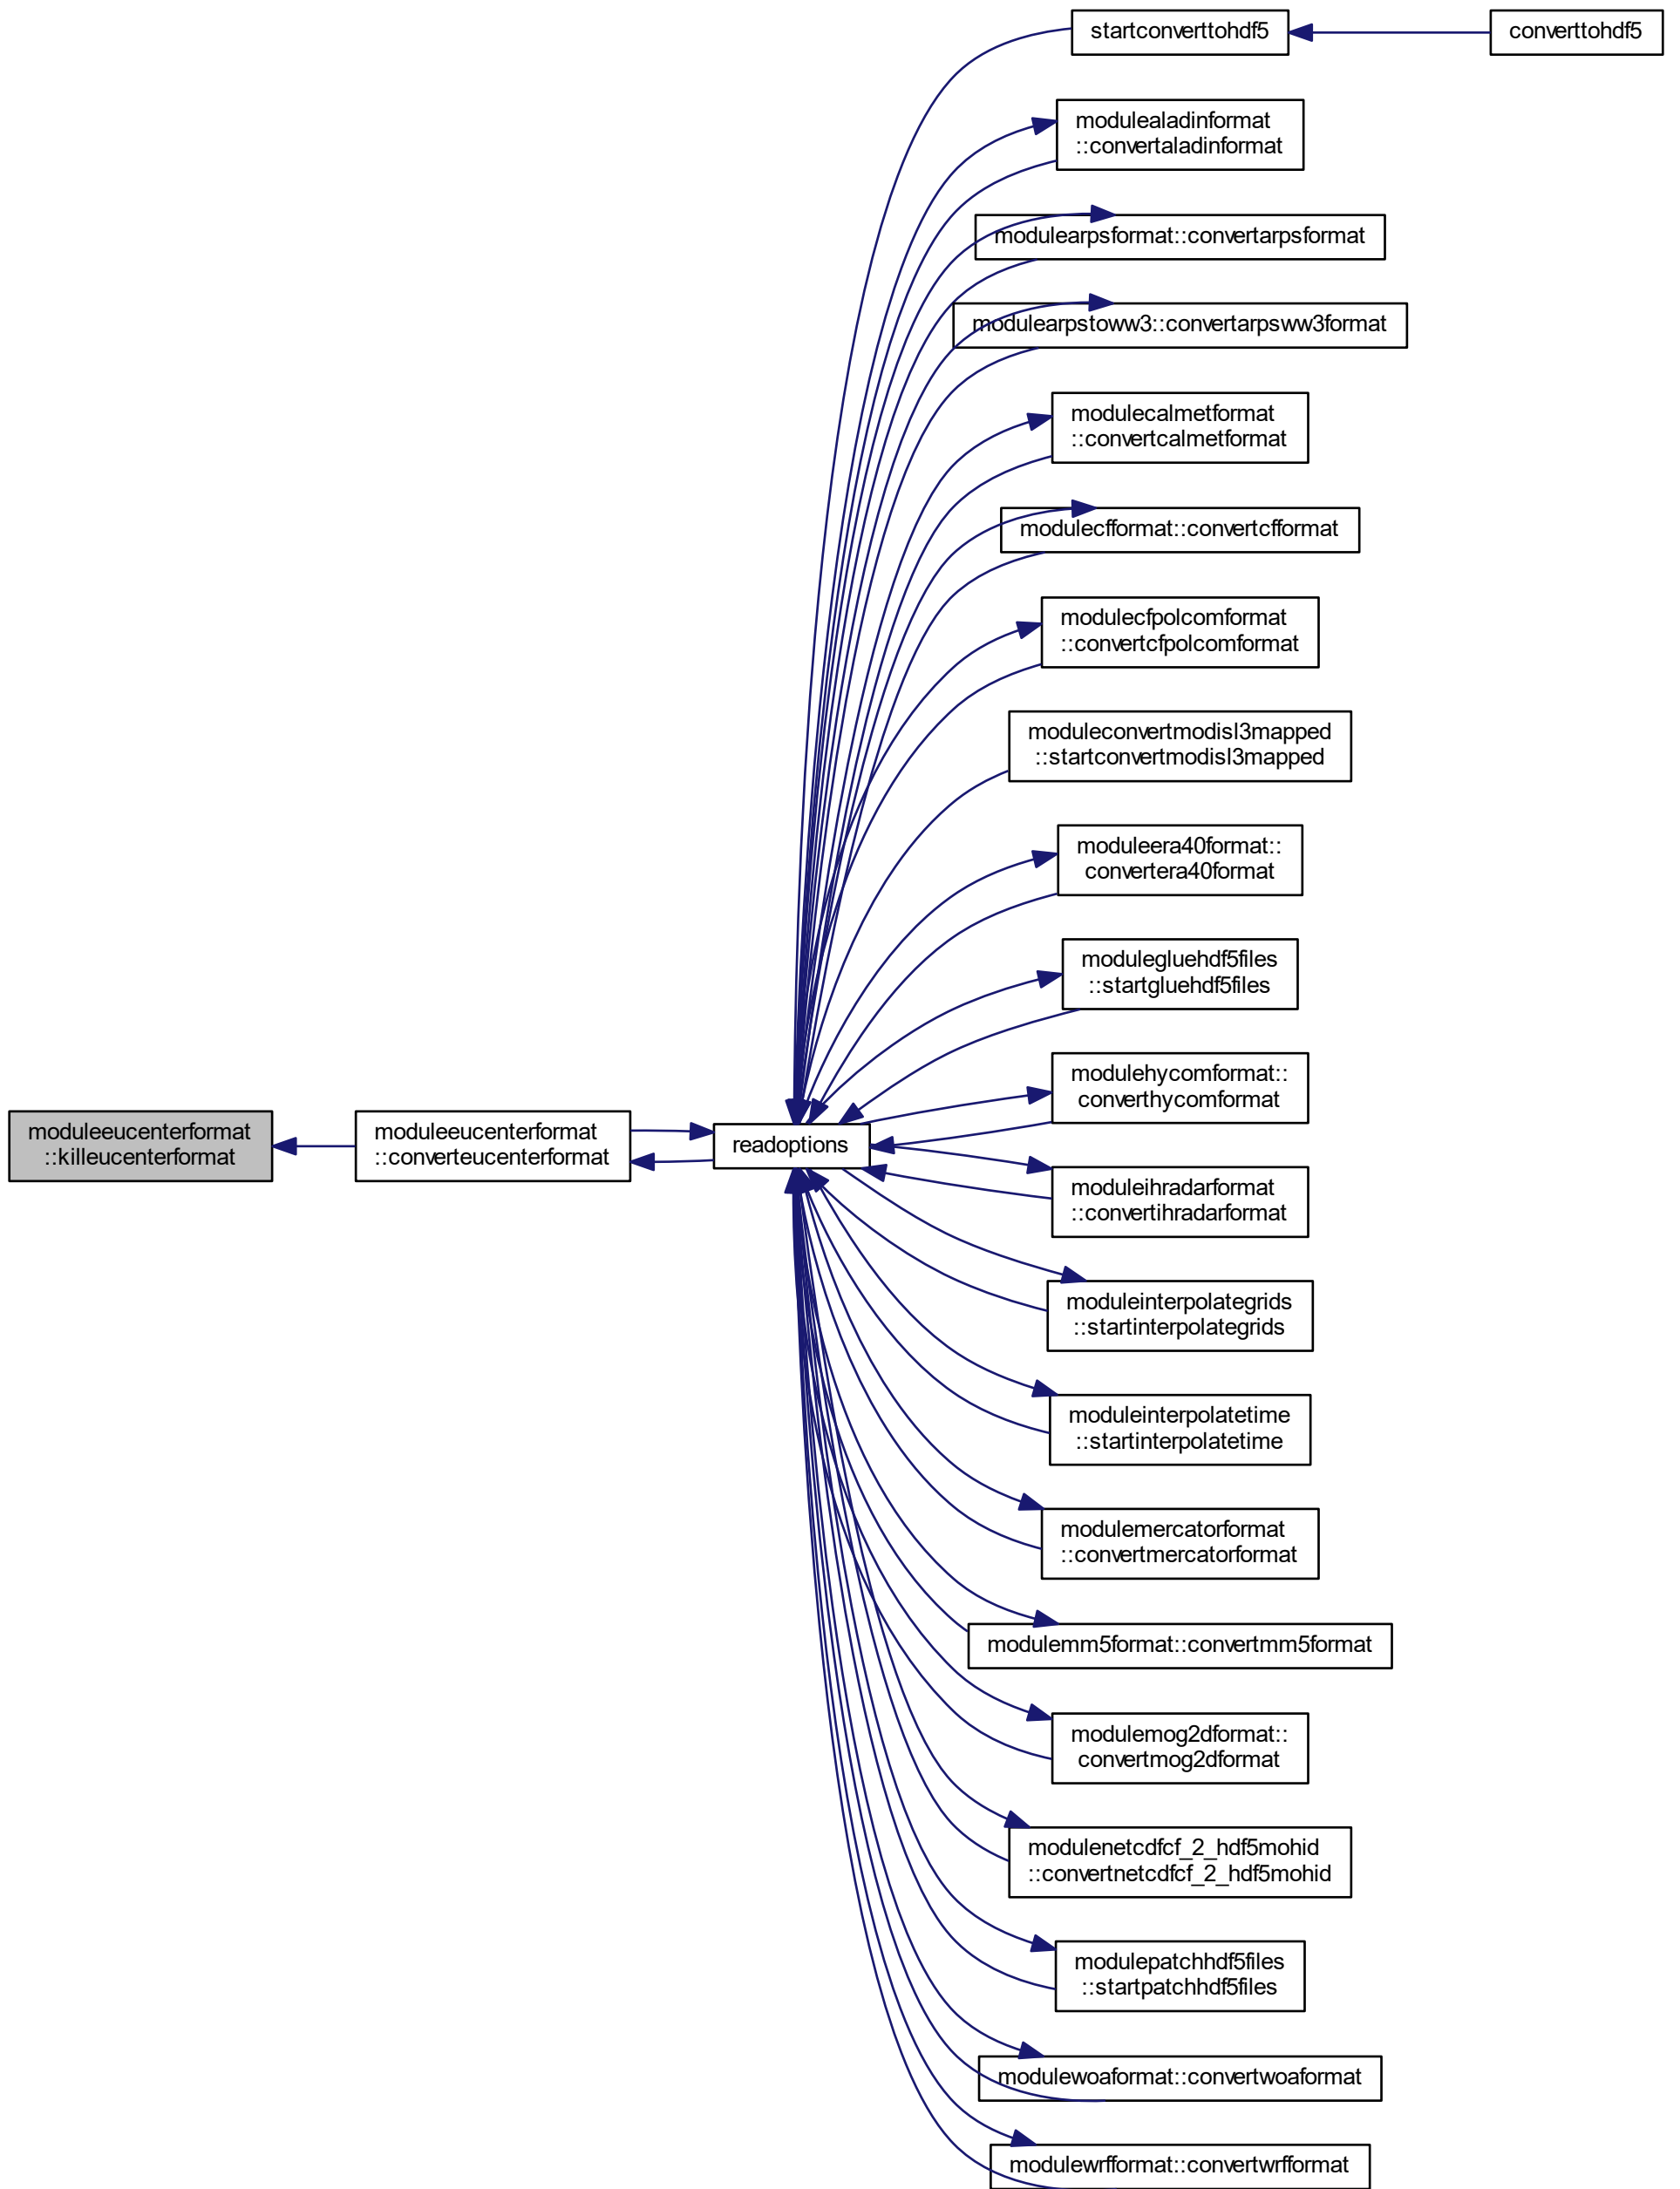 startconverttohdf5
converttohdf5
modulealadinformat
::convertaladinformat
modulearpsformat::convertarpsformat
modulearpstoww3::convertarpsww3format
modulecalmetformat
::convertcalmetformat
modulecfformat::convertcfformat
modulecfpolcomformat
::convertcfpolcomformat
moduleconvertmodisl3mapped
::startconvertmodisl3mapped
moduleera40format::
convertera40format
modulegluehdf5files
::startgluehdf5files
modulehycomformat::
converthycomformat
moduleeucenterformat
::killeucenterformat
moduleeucenterformat
::converteucenterformat
readoptions
moduleihradarformat
::convertihradarformat
moduleinterpolategrids
::startinterpolategrids
moduleinterpolatetime
::startinterpolatetime
modulemercatorformat
::convertmercatorformat
modulemm5format::convertmm5format
modulemog2dformat::
convertmog2dformat
modulenetcdfcf_2_hdf5mohid
::convertnetcdfcf_2_hdf5mohid
modulepatchhdf5files
::startpatchhdf5files
modulewoaformat::convertwoaformat
modulewrfformat::convertwrfformat